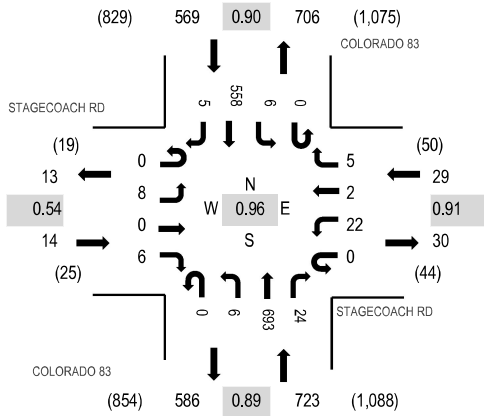 (829) 569 0.90 706 (1,075)
COLORADO 83
STAGECOACH RD
5 558 6 0
(19) (50)
0 5
13 29
8 N 2
0.54 W 0.96 E 0.91
0 S 22
14 30
6 0
(25) (44)
0 6 693 24
STAGECOACH RD
COLORADO 83
(854) 586 0.89 723 (1,088)